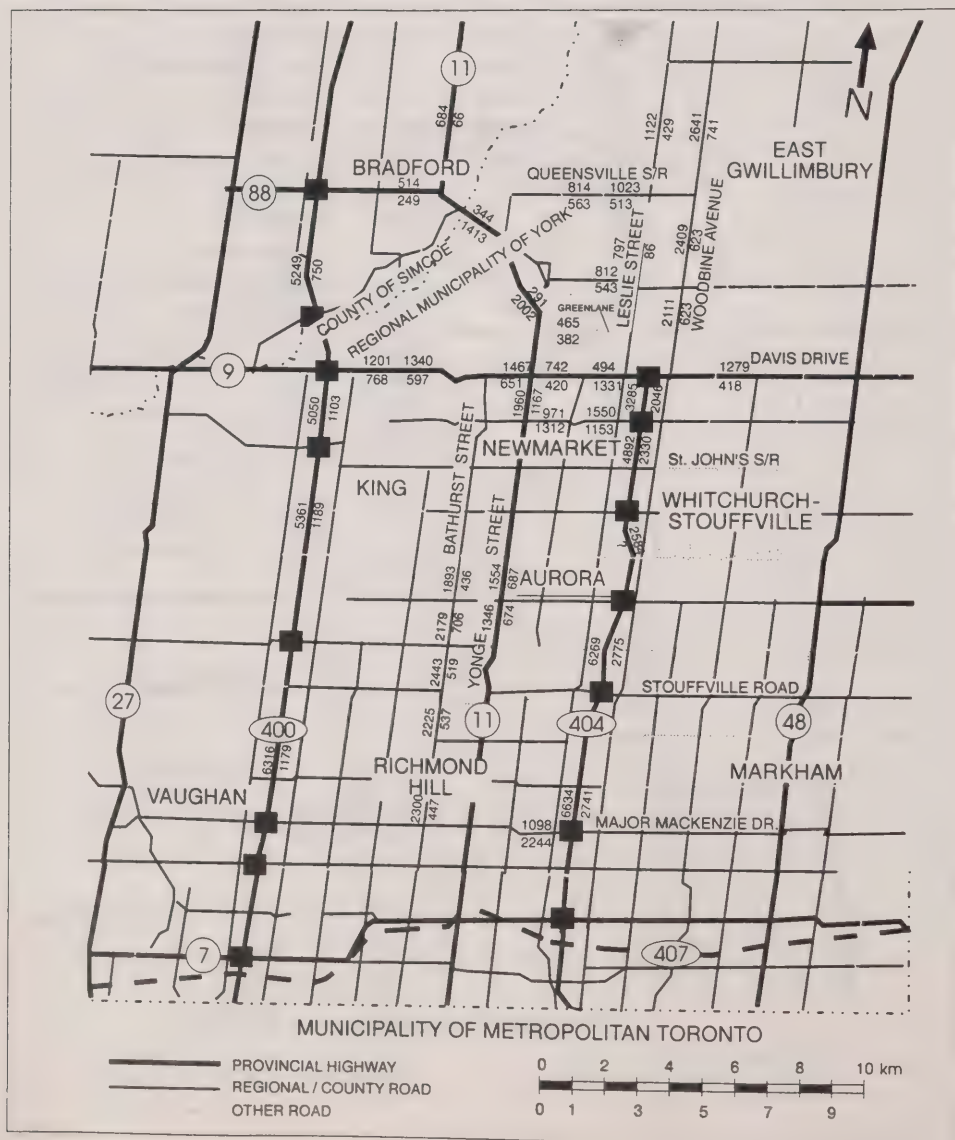 11
684
66
1122
429
2641
741
N
EAST
GWILLIMBURY
BRADFORD
QUEENSVILLE S/R
88
514
249
814
1023
563
513
344
1413
LESLIE STREET
WOODBINE AVENUE
797
86
2409
623
5249
750
COUNTY OF SIMCOE
REGIONAL MUNICIPALITY OF YORK
812
543
291
2002
GREENLANE
465
382
2111
623
9
1201
1340
768
597
1467
742
494
651
420
1331
1279
418
DAVIS DRIVE
5050
1103
1960
1167
3285
2046
971
1550
1312
1153
NEWMARKET
4892
2330
St. JOHN'S S/R
KING
BATHURST STREET
WHITCHURCH-
STOUFFVILLE
5361
1189
YONGE STREET
1893
436
1554
687
AURORA
2179
706
1346
674
6269
2775
2443
519
STOUFFVILLE ROAD
27
400
2225
537
11
404
48
6316
1179
RICHMOND
HILL
MARKHAM
VAUGHAN
2300
447
6634
2741
1098
2244
MAJOR MACKENZIE DR.
7
407
MUNICIPALITY OF METROPOLITAN TORONTO
PROVINCIAL HIGHWAY
REGIONAL / COUNTY ROAD
OTHER ROAD
0 2 4 6 8 10 km
0 1 3 5 7 9